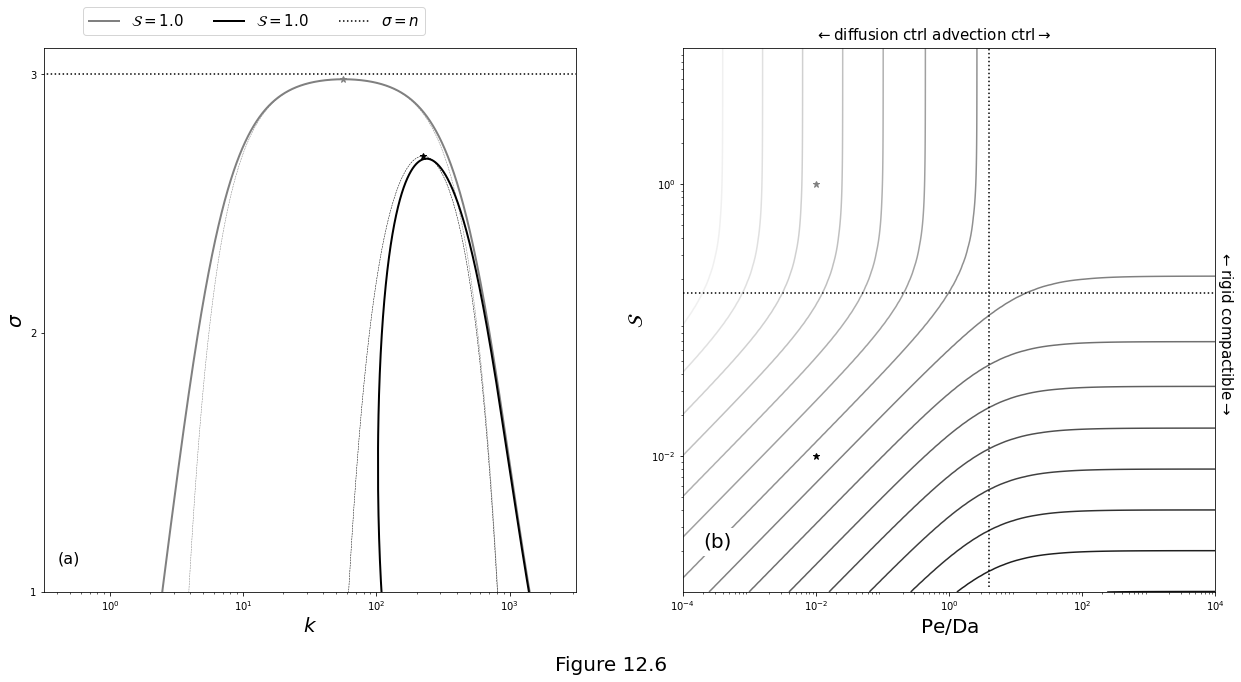 𝒮 = 1.0 𝒮 = 1.0 σ = n
3
2
1
σ
(a)
10⁰ 10¹ 10² 10³
k
←diffusion ctrl advection ctrl→
10⁰
10⁻²
𝒮
(b)
←rigid compactible→
10⁻⁴ 10⁻² 10⁰ 10² 10⁴
Pe/Da
Figure 12.6